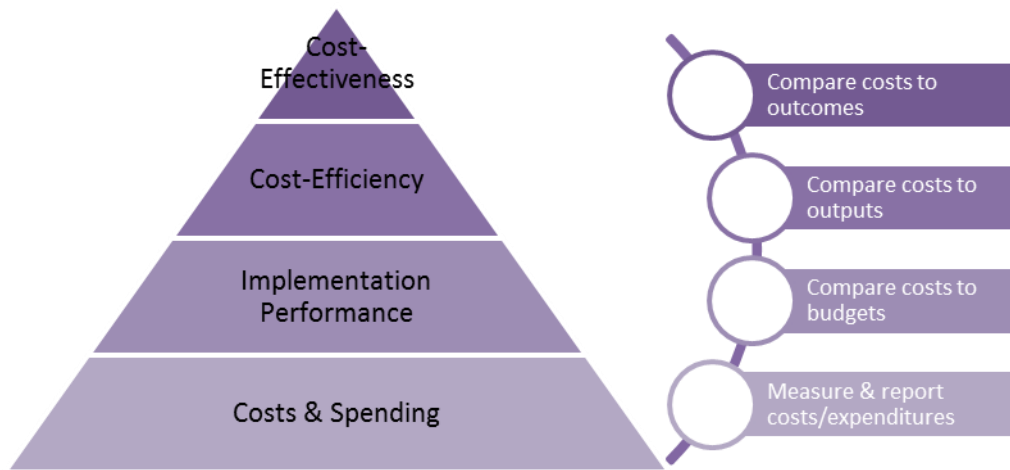 Cost-
Effectiveness
Cost-Efficiency
Implementation
Performance
Costs & Spending
Compare costs to
outcomes
Compare costs to
outputs
Compare costs to
budgets
Measure & report
costs/expenditures